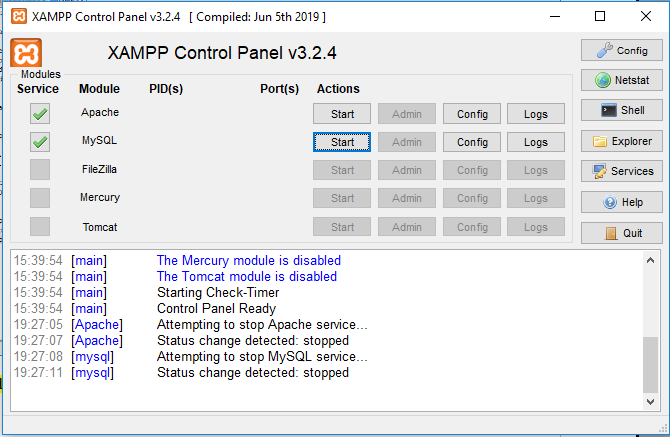 XAMPP Control Panel v3.2.4 [ Compiled: Jun 5th 2019 ]
XAMPP Control Panel v3.2.4
Config
Modules
Service Module PID(s) Port(s) Actions
Netstat
Apache Start Admin Config Logs
Shell
MySQL Start Admin Config Logs
Explorer
FileZilla Start Admin Config Logs
Services
Mercury Start Admin Config Logs
Help
Tomcat Start Admin Config Logs
Quit
15:39:54 [main] The Mercury module is disabled
15:39:54 [main] The Tomcat module is disabled
15:39:54 [main] Starting Check-Timer
15:39:54 [main] Control Panel Ready
19:27:05 [Apache] Attempting to stop Apache service...
19:27:07 [Apache] Status change detected: stopped
19:27:08 [mysql] Attempting to stop MySQL service...
19:27:11 [mysql] Status change detected: stopped